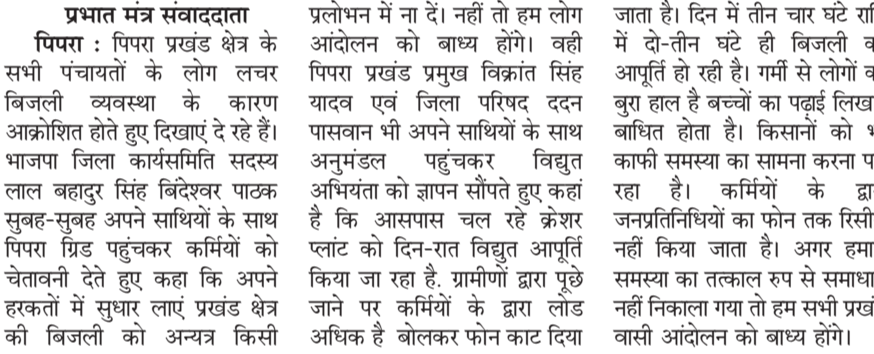 प्रभात मंत्र संवाददाता
पिपरा : पिपरा प्रखंड क्षेत्र के
सभी पंचायतों के लोग लचर
बिजली व्यवस्था के कारण
आक्रोशित होते हुए दिखाएं दे रहे हैं।
भाजपा जिला कार्यसमिति सदस्य
लाल बहादुर सिंह बिंदेश्वर पाठक
सुबह-सुबह अपने साथियों के साथ
पिपरा ग्रिड पहुंचकर कर्मियों को
चेतावनी देते हुए कहा कि अपने
हरकतों में सुधार लाएं प्रखंड क्षेत्र
की बिजली को अन्यत्र किसी
प्रलोभन में ना दें। नहीं तो हम लोग
आंदोलन को बाध्य होंगे। वही
पिपरा प्रखंड प्रमुख विक्रांत सिंह
यादव एवं जिला परिषद ददन
पासवान भी अपने साथियों के साथ
अनुमंडल पहुंचकर विद्युत
अभियंता को ज्ञापन सौंपते हुए कहां
है कि आसपास चल रहे क्रेशर
प्लांट को दिन-रात विद्युत आपूर्ति
किया जा रहा है. ग्रामीणों द्वारा पूछे
जाने पर कर्मियों के द्वारा लोड
अधिक है बोलकर फोन काट दिया
जाता है। दिन में तीन चार घंटे
में दो-तीन घंटे ही बिजली
आपूर्ति हो रही है। गर्मी से लोगों
बुरा हाल है बच्चों का पढ़ाई लिखा
बाधित होता है। किसानों को
काफी समस्या का सामना करना प
रहा है। कर्मियों के द्वा
जनप्रतिनिधियों का फोन तक रिसी
नहीं किया जाता है। अगर हमा
समस्या का तत्काल रुप से समाधा
नहीं निकाला गया तो हम सभी प्रखं
वासी आंदोलन को बाध्य होंगे।